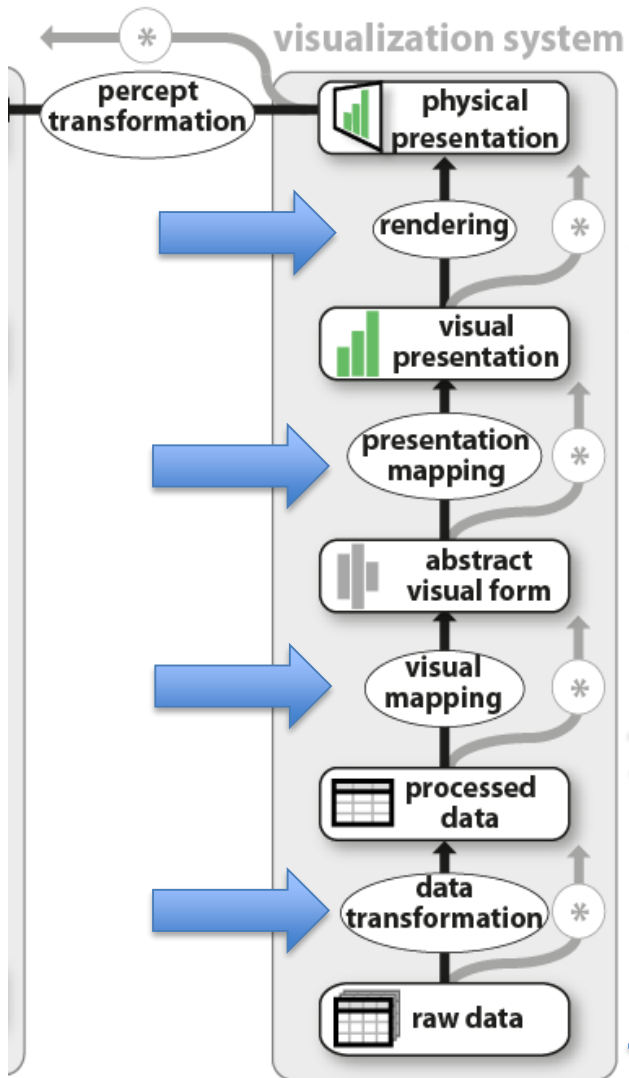 *
visualization system
percept
transformation
physical
presentation
rendering
*
visual
presentation
presentation
mapping
*
abstract
visual form
visual
mapping
*
processed
data
data
transformation
*
raw data